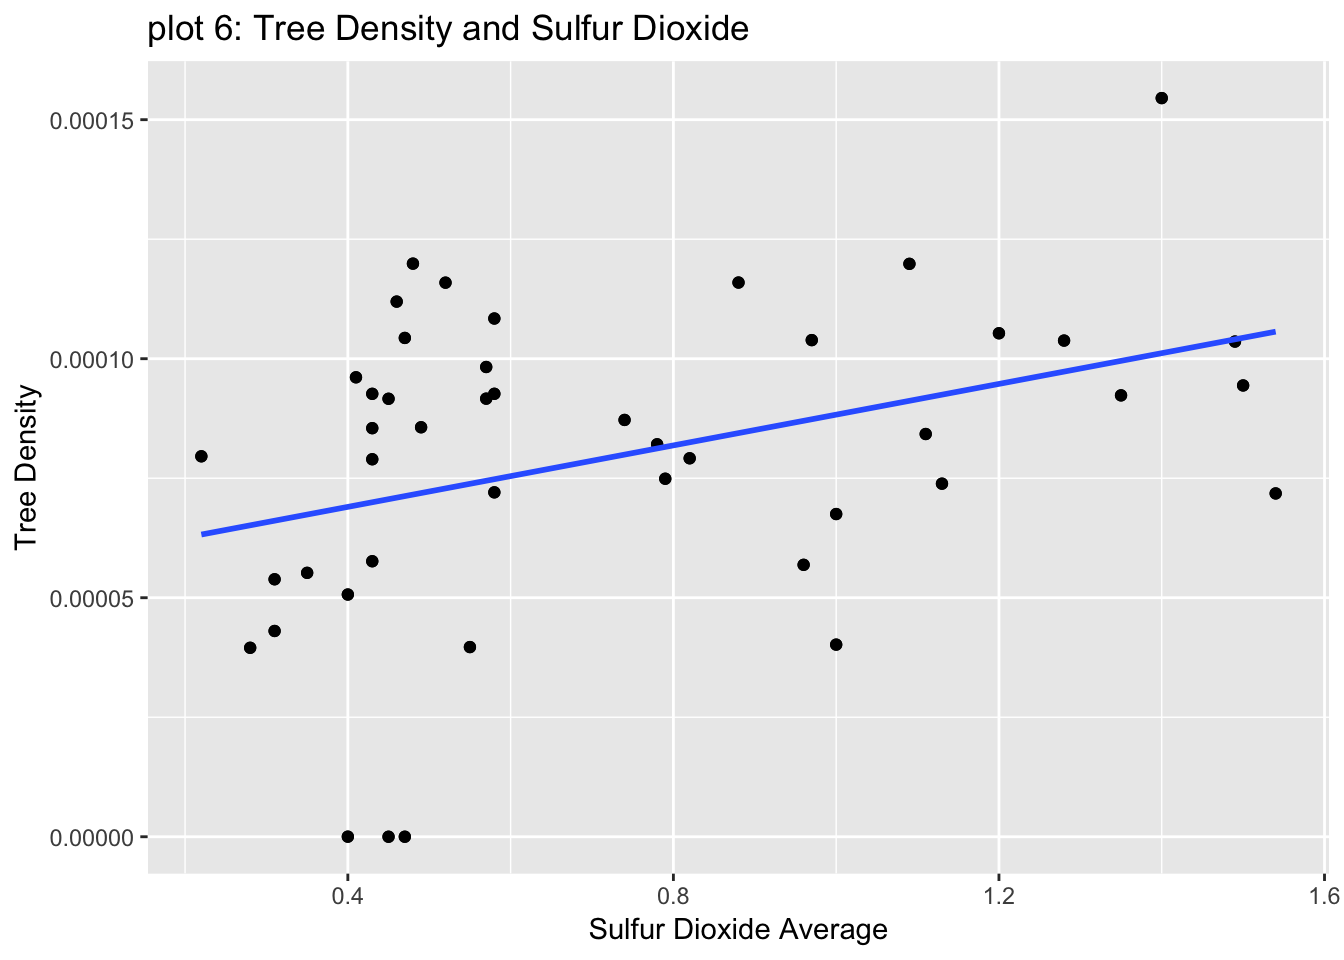 plot 6: Tree Density and Sulfur Dioxide
Tree Density
0.00015
0.00010
0.00005
0.00000
0.4 0.8 1.2 1.6
Sulfur Dioxide Average